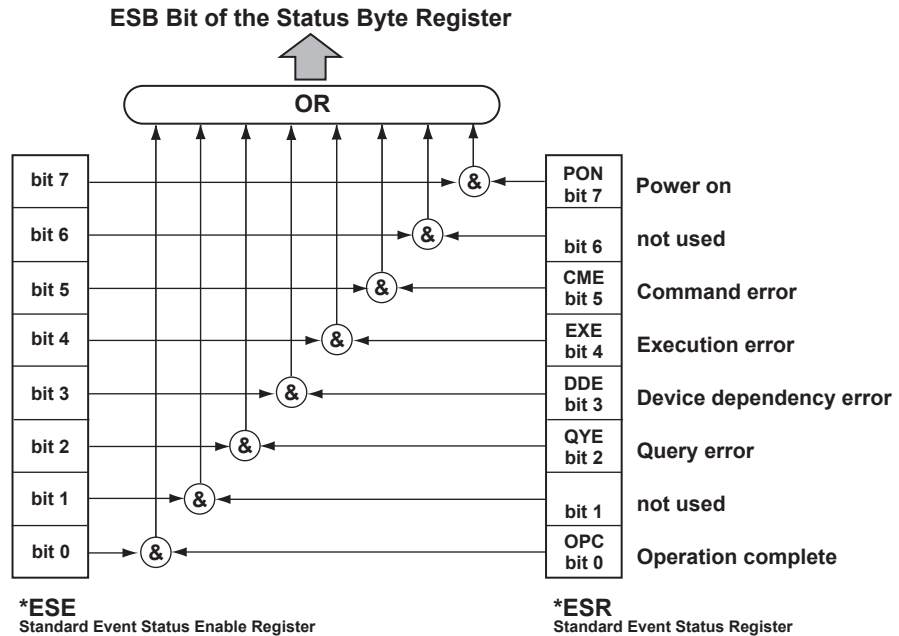 ESB Bit of the Status Byte Register
OR
bit 7
&
PON
bit 7
Power on
bit 6
&
bit 6
not used
bit 5
&
CME
bit 5
Command error
bit 4
&
EXE
bit 4
Execution error
bit 3
&
DDE
bit 3
Device dependency error
bit 2
&
QYE
bit 2
Query error
bit 1
&
bit 1
not used
bit 0
&
OPC
bit 0
Operation complete
*ESE
Standard Event Status Enable Register
*ESR
Standard Event Status Register